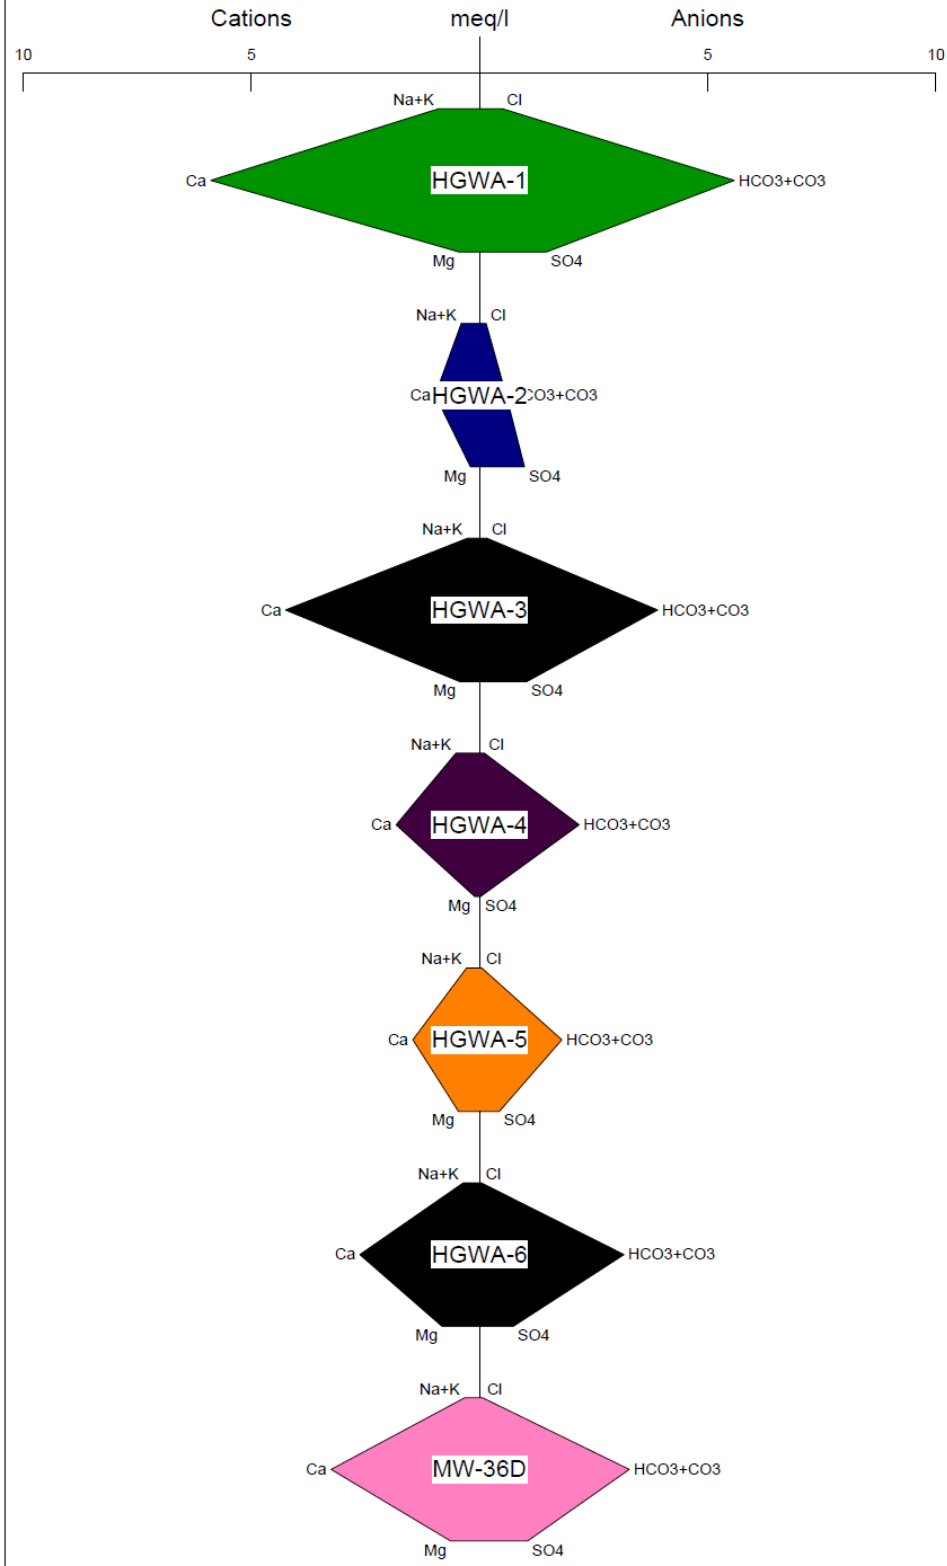 Cations meq/l Anions
10 5 5 10
Na+K Cl
Ca HGWA-1 HCO3+CO3
Mg SO4
Na+K Cl
Ca HGWA-2 CO3+CO3
Mg SO4
Na+K Cl
Ca HGWA-3 HCO3+CO3
Mg SO4
Na+K Cl
Ca HGWA-4 HCO3+CO3
Mg SO4
Na+K Cl
Ca HGWA-5 HCO3+CO3
Mg SO4
Na+K Cl
Ca HGWA-6 HCO3+CO3
Mg SO4
Na+K Cl
Ca MW-36D HCO3+CO3
Mg SO4